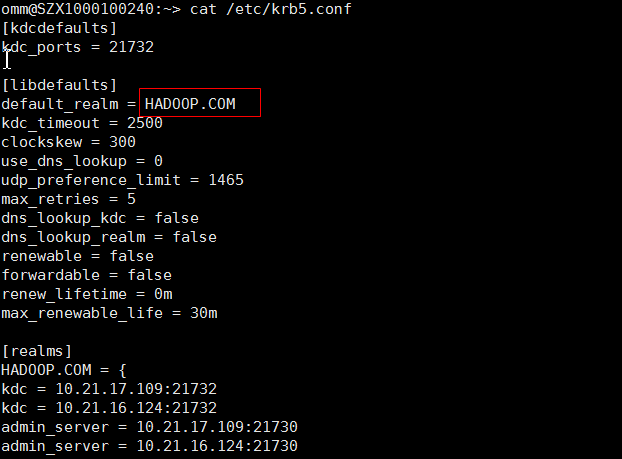 omm@SZX1000100240:~> cat /etc/krb5.conf
[kdcdefaults]
kdc_ports = 21732
[libdefaults]
default_realm = HADOOP.COM
kdc_timeout = 2500
clockskew = 300
use_dns_lookup = 0
udp_preference_limit = 1465
max_retries = 5
dns_lookup_kdc = false
dns_lookup_realm = false
renewable = false
forwardable = false
renew_lifetime = 0m
max_renewable_life = 30m
[realms]
HADOOP.COM = {
kdc = 10.21.17.109:21732
kdc = 10.21.16.124:21732
admin_server = 10.21.17.109:21730
admin_server = 10.21.16.124:21730